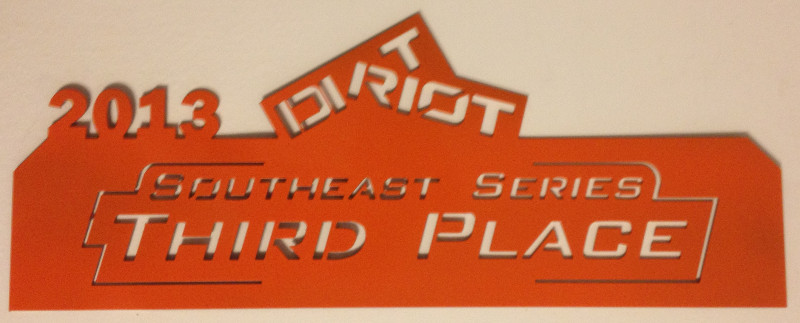 2013
DIRT
RIOT
SOUTHEAST SERIES
THIRD PLACE